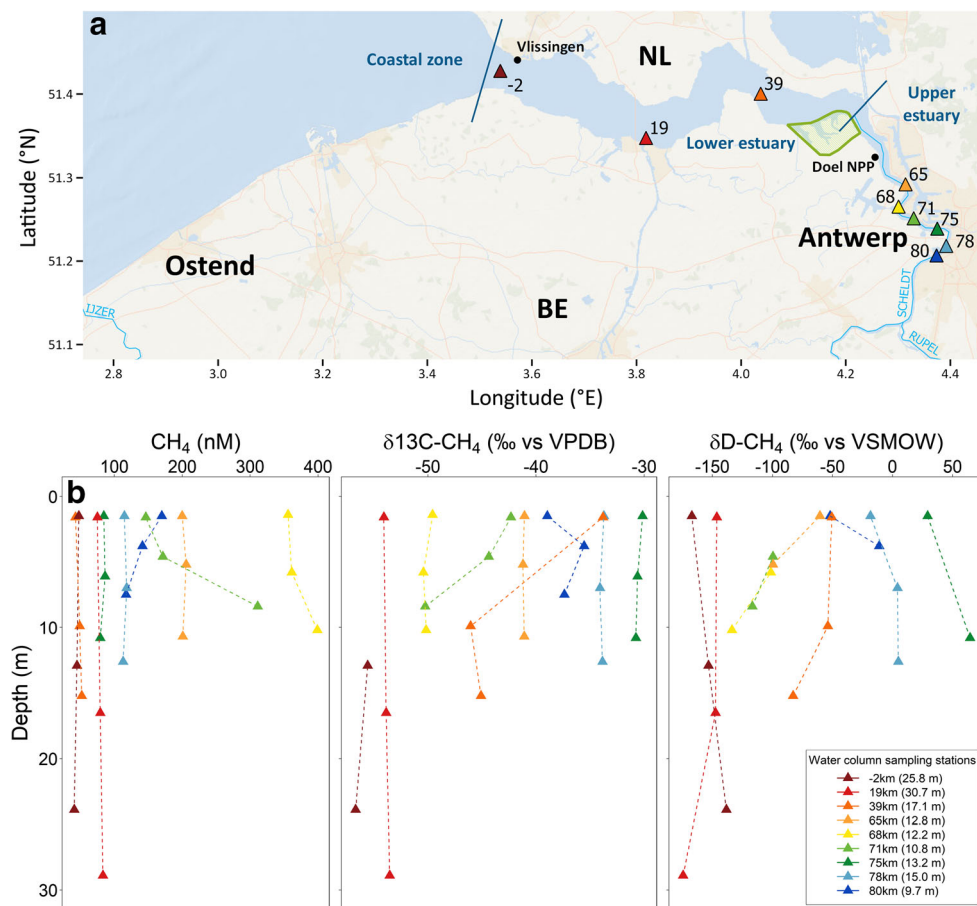 a
Coastal zone
Vlissingen
NL
-2
39
Upper
estuary
19
Lower estuary
Doel NPP
65
68
71
75
78
80
Antwerp
Ostend
BE
IJZER
SCHELDT
RUPEL
Latitude (°N)
51.4
51.3
51.2
51.1
2.8 3.0 3.2 3.4 3.6 3.8 4.0 4.2 4.4
Longitude (°E)
b
CH₄ (nM)
100 200 300 400
δ13C-CH₄ (‰ vs VPDB)
-50 -40 -30
δD-CH₄ (‰ vs VSMOW)
-150 -100 -50 0 50
Depth (m)
0
10
20
30
Water column sampling stations
-2km (25.8 m)
19km (30.7 m)
39km (17.1 m)
65km (12.8 m)
68km (12.2 m)
71km (10.8 m)
75km (13.2 m)
78km (15.0 m)
80km (9.7 m)